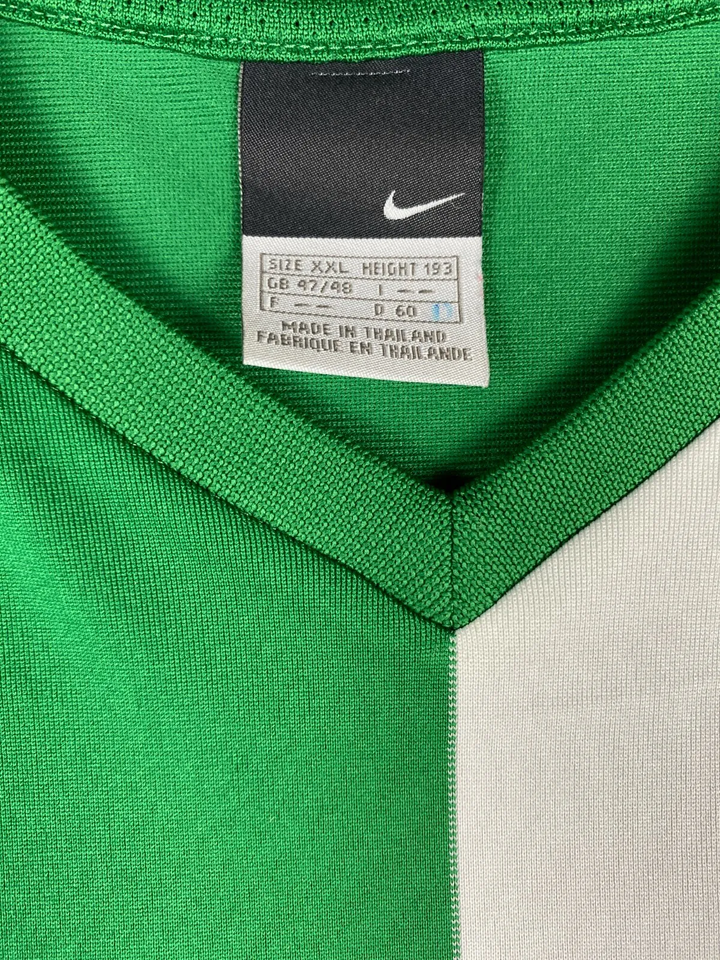 SIZE XXL HEIGHT 193
GB 47/48 I --
F -- D 60
MADE IN THAILAND
FABRIQUE EN THAILANDE